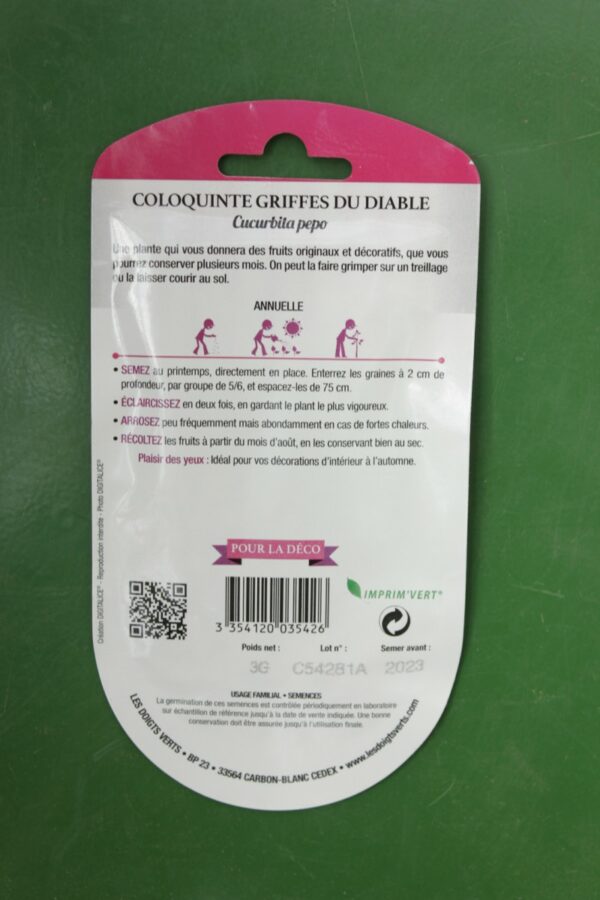 COLOQUINTE GRIFFES DU DIABLE
Cucurbita pepo
Une plante qui vous donnera des fruits originaux et décoratifs, que vous
pourrez conserver plusieurs mois. On peut la faire grimper sur un treillage
ou la laisser courir au sol.
ANNUELLE
• SEMEZ au printemps, directement en place. Enterrez les graines à 2 cm de
profondeur, par groupe de 5/6, et espacez-les de 75 cm.
• ÉCLAIRCISSEZ en deux fois, en gardant le plant le plus vigoureux.
• ARROSEZ peu fréquemment mais abondamment en cas de fortes chaleurs.
• RÉCOLTEZ les fruits à partir du mois d'août, en les conservant bien au sec.
Plaisir des yeux : Idéal pour vos décorations d'intérieur à l'automne.
Création DIGITALICE® - Reproduction interdite - Photo DIGITALICE®
POUR LA DÉCO
IMPRIM'VERT®
3 354120 035426
Poids net : Lot n° : Semer avant :
3G C54281A 2023
USAGE FAMILIAL • SEMENCES
La germination de ces semences est contrôlée périodiquement en laboratoire
sur échantillon de référence jusqu'à la date de vente indiquée. Une bonne
conservation doit être assurée jusqu'à l'utilisation finale.
LES DOIGTS VERTS • BP 23 • 33564 CARBON-BLANC CEDEX • www.lesdoigtsverts.com